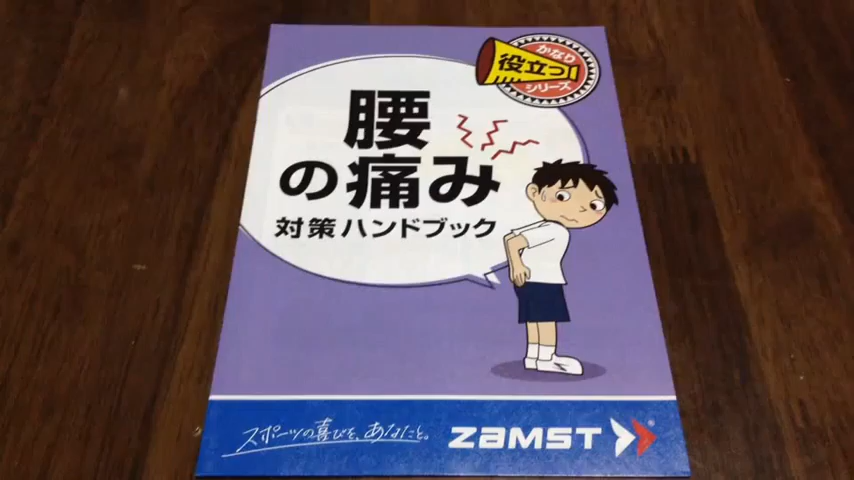 かなり
役立つ
シリーズ
腰
の痛み
対策ハンドブック
スポーツの喜びを、あなたと。
ZAMST